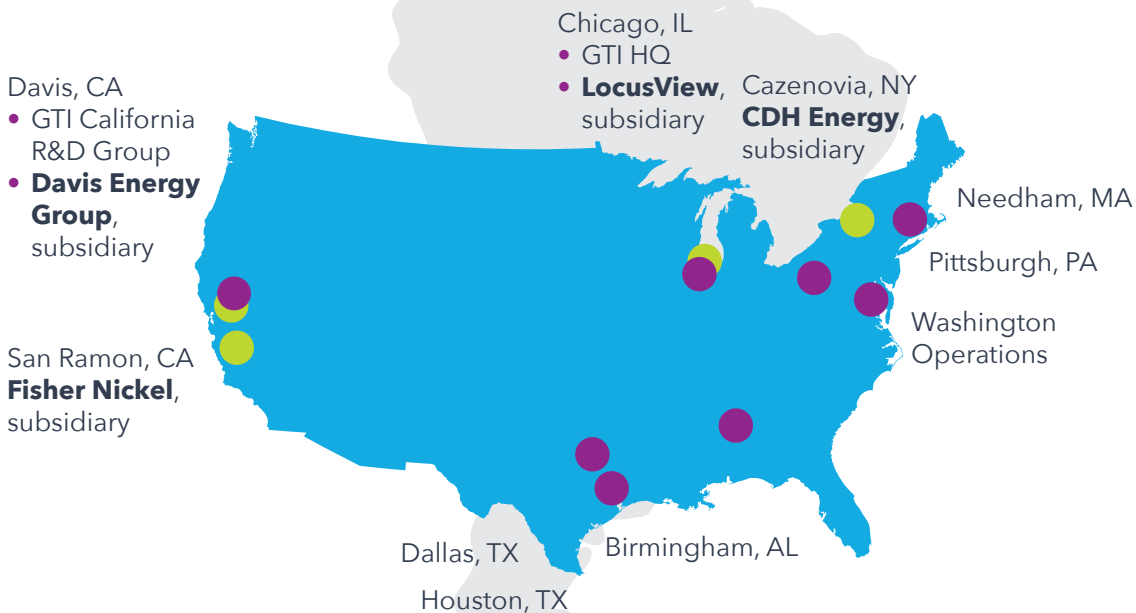 Chicago, IL
• GTI HQ
• LocusView,
subsidiary
Cazenovia, NY
CDH Energy,
subsidiary
Davis, CA
• GTI California
R&D Group
• Davis Energy
Group,
subsidiary
Needham, MA
Pittsburgh, PA
Washington
Operations
San Ramon, CA
Fisher Nickel,
subsidiary
Dallas, TX
Birmingham, AL
Houston, TX